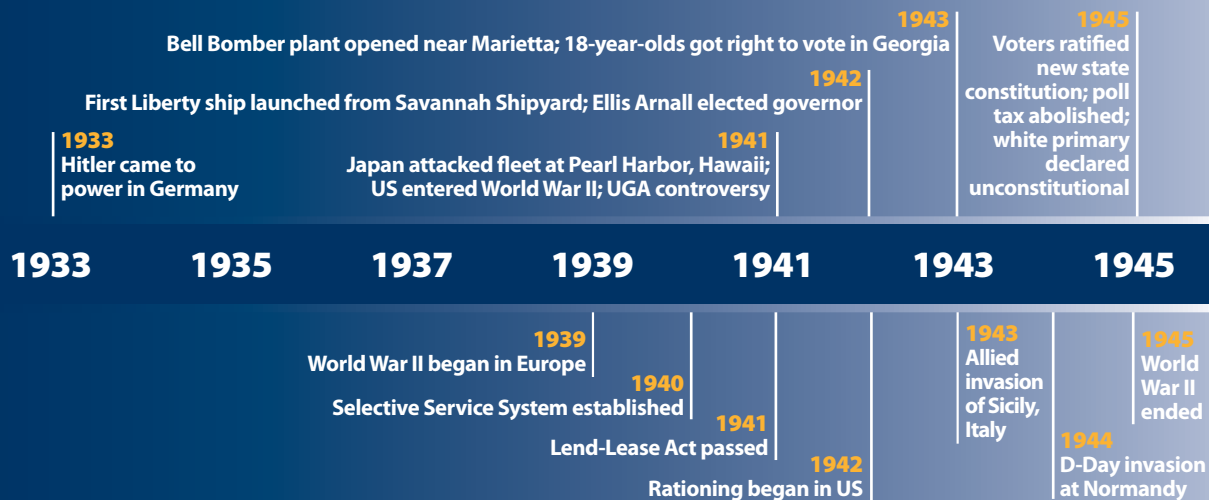 1943
Bell Bomber plant opened near Marietta; 18-year-olds got right to vote in Georgia
1945
Voters ratified
new state
constitution; poll
tax abolished;
white primary
declared
unconstitutional
1942
First Liberty ship launched from Savannah Shipyard; Ellis Arnall elected governor
1933
Hitler came to
power in Germany
1941
Japan attacked fleet at Pearl Harbor, Hawaii;
US entered World War II; UGA controversy
1933 1935 1937 1939 1941 1943 1945
1939
World War II began in Europe
1940
Selective Service System established
1941
Lend-Lease Act passed
1942
Rationing began in US
1943
Allied
invasion
of Sicily,
Italy
1944
D-Day invasion
at Normandy
1945
World
War II
ended